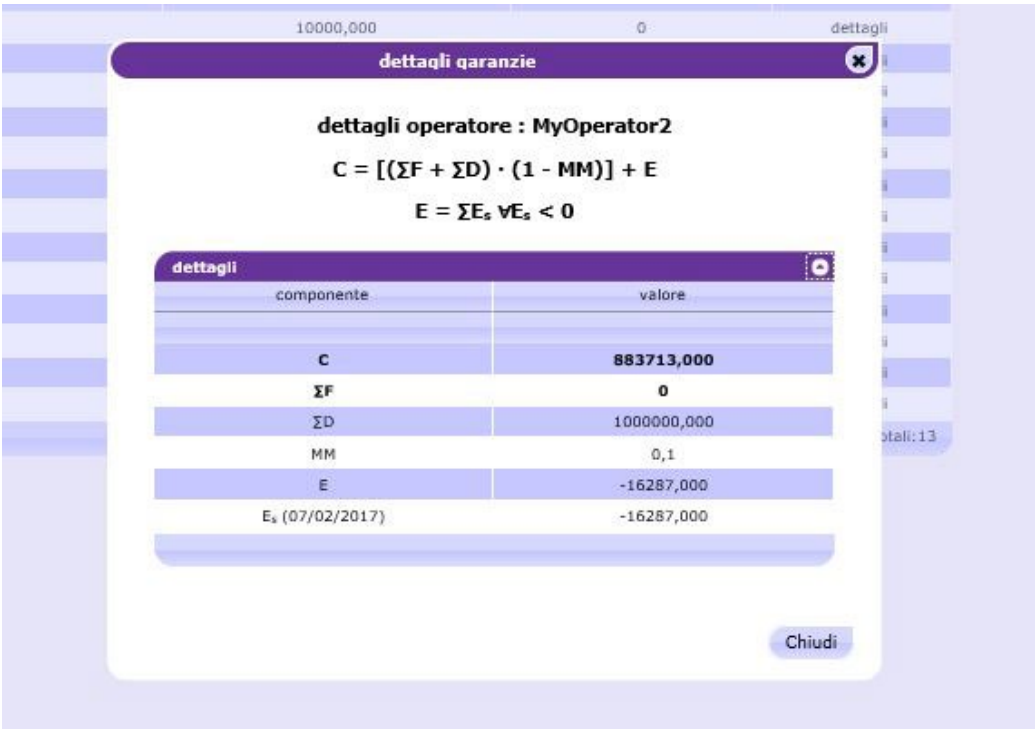 10000,000 0 dettagli
dettagli garanzie
dettagli operatore : MyOperator2
C = [(ΣF + ΣD) · (1 - MM)] + E
E = ΣEₛ ∀Eₛ < 0
dettagli
componente valore
C 883713,000
ΣF 0
ΣD 1000000,000
MM 0,1
E -16287,000
Eₛ (07/02/2017) -16287,000
otali:13
Chiudi